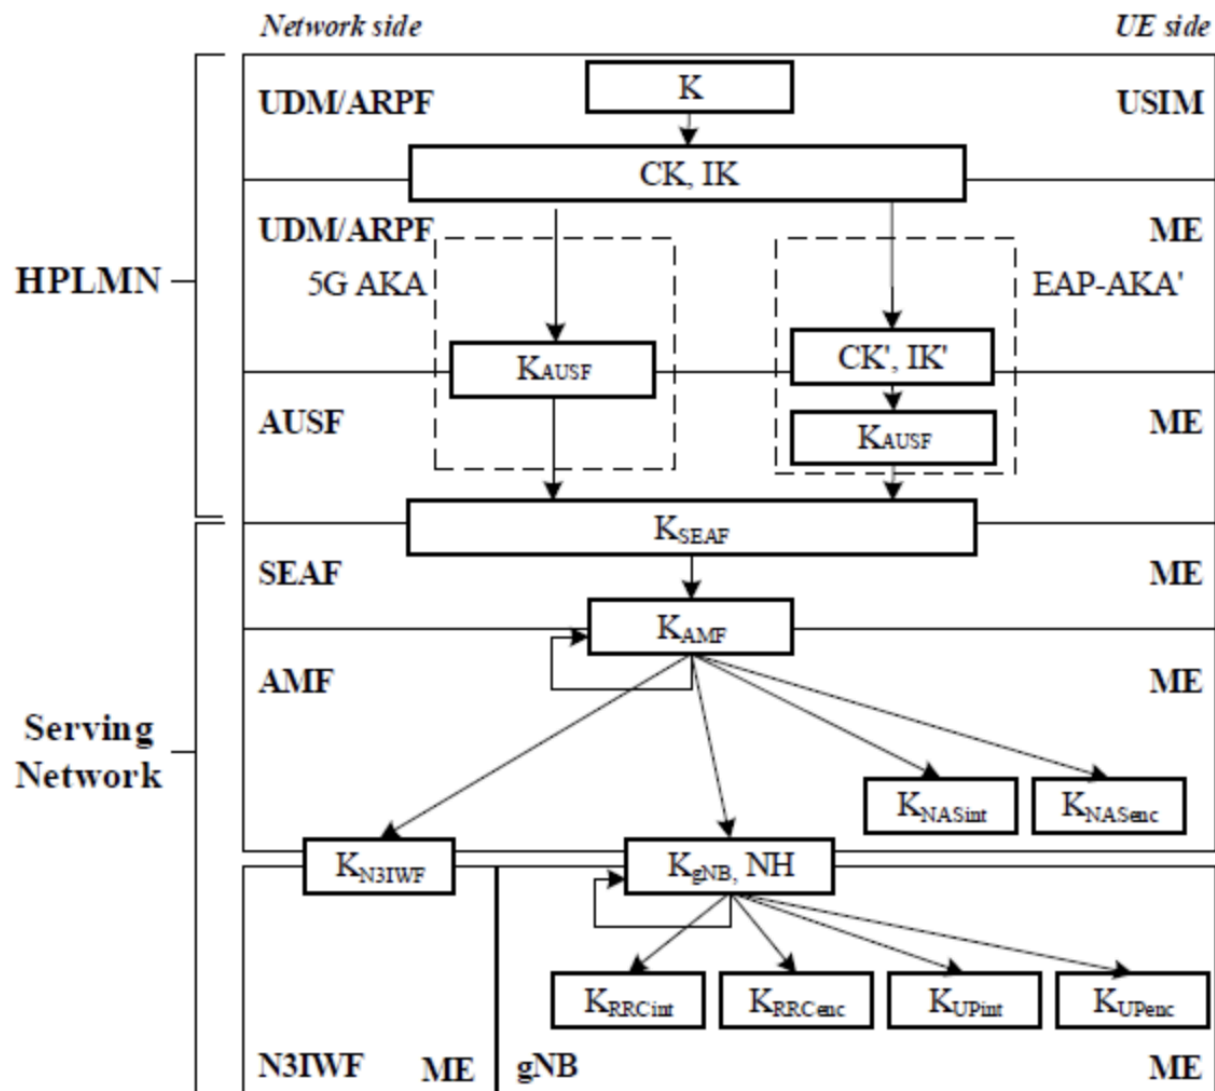 Network side UE side
UDM/ARPF K USIM
CK, IK
UDM/ARPF ME
HPLMN 5G AKA EAP-AKA'
KAUSF CK', IK'
AUSF ME
KAUSF
KSEAF
SEAF ME
KAMF
AMF ME
Serving
Network
KNASint KNASenc
KN3IWF KgNB, NH
KRRCint KRRCenc KUPint KUPenc
N3IWF ME gNB ME